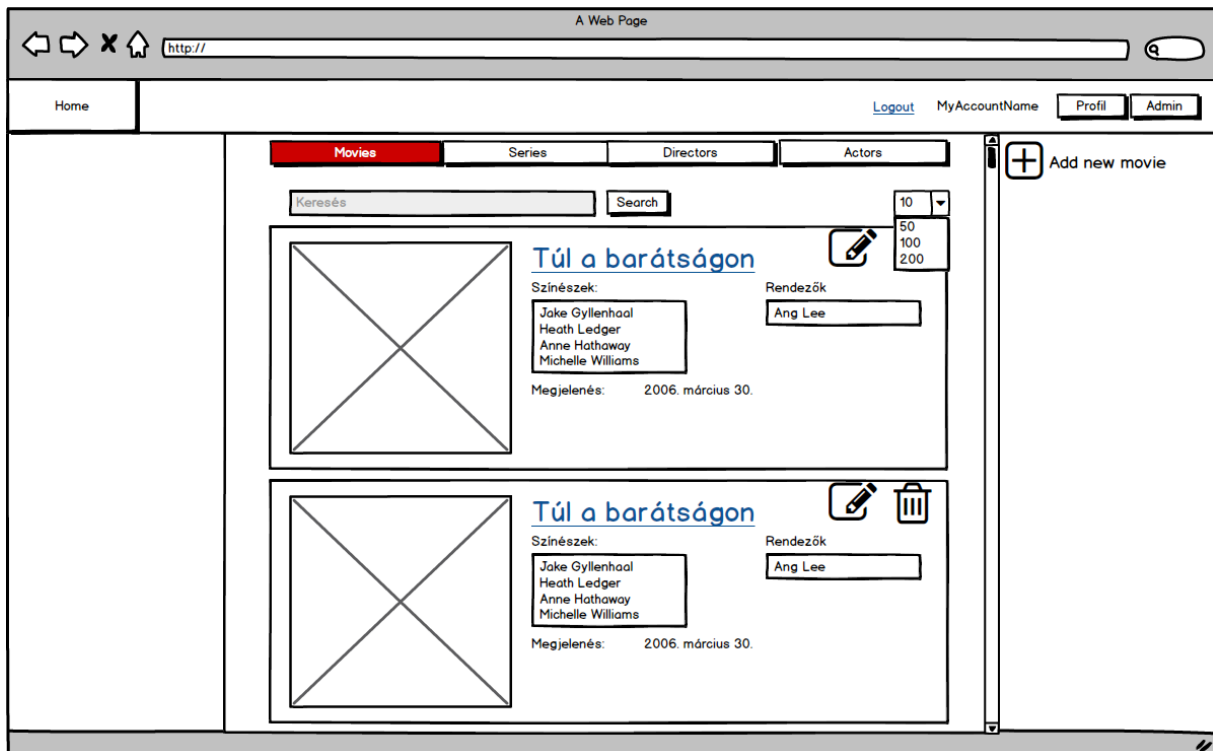 A Web Page
http://
Home
Logout MyAccountName Profil Admin
Movies Series Directors Actors
Add new movie
Keresés Search 10
50
100
200
Túl a barátságon
Színészek: Rendezők
Jake Gyllenhaal Ang Lee
Heath Ledger
Anne Hathaway
Michelle Williams
Megjelenés: 2006. március 30.
Túl a barátságon
Színészek: Rendezők
Jake Gyllenhaal Ang Lee
Heath Ledger
Anne Hathaway
Michelle Williams
Megjelenés: 2006. március 30.